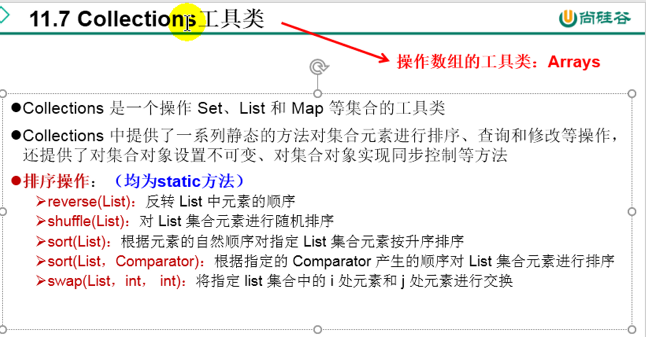 11.7 Collections工具类
尚硅谷
操作数组的工具类：Arrays
●Collections 是一个操作 Set、List 和 Map 等集合的工具类
●Collections 中提供了一系列静态的方法对集合元素进行排序、查询和修改等操作，
还提供了对集合对象设置不可变、对集合对象实现同步控制等方法
●排序操作：（均为static方法）
➢reverse(List)：反转 List 中元素的顺序
➢shuffle(List)：对 List 集合元素进行随机排序
➢sort(List)：根据元素的自然顺序对指定 List 集合元素按升序排序
➢sort(List，Comparator)：根据指定的 Comparator 产生的顺序对 List 集合元素进行排序
➢swap(List，int，int)：将指定 list 集合中的 i 处元素和 j 处元素进行交换